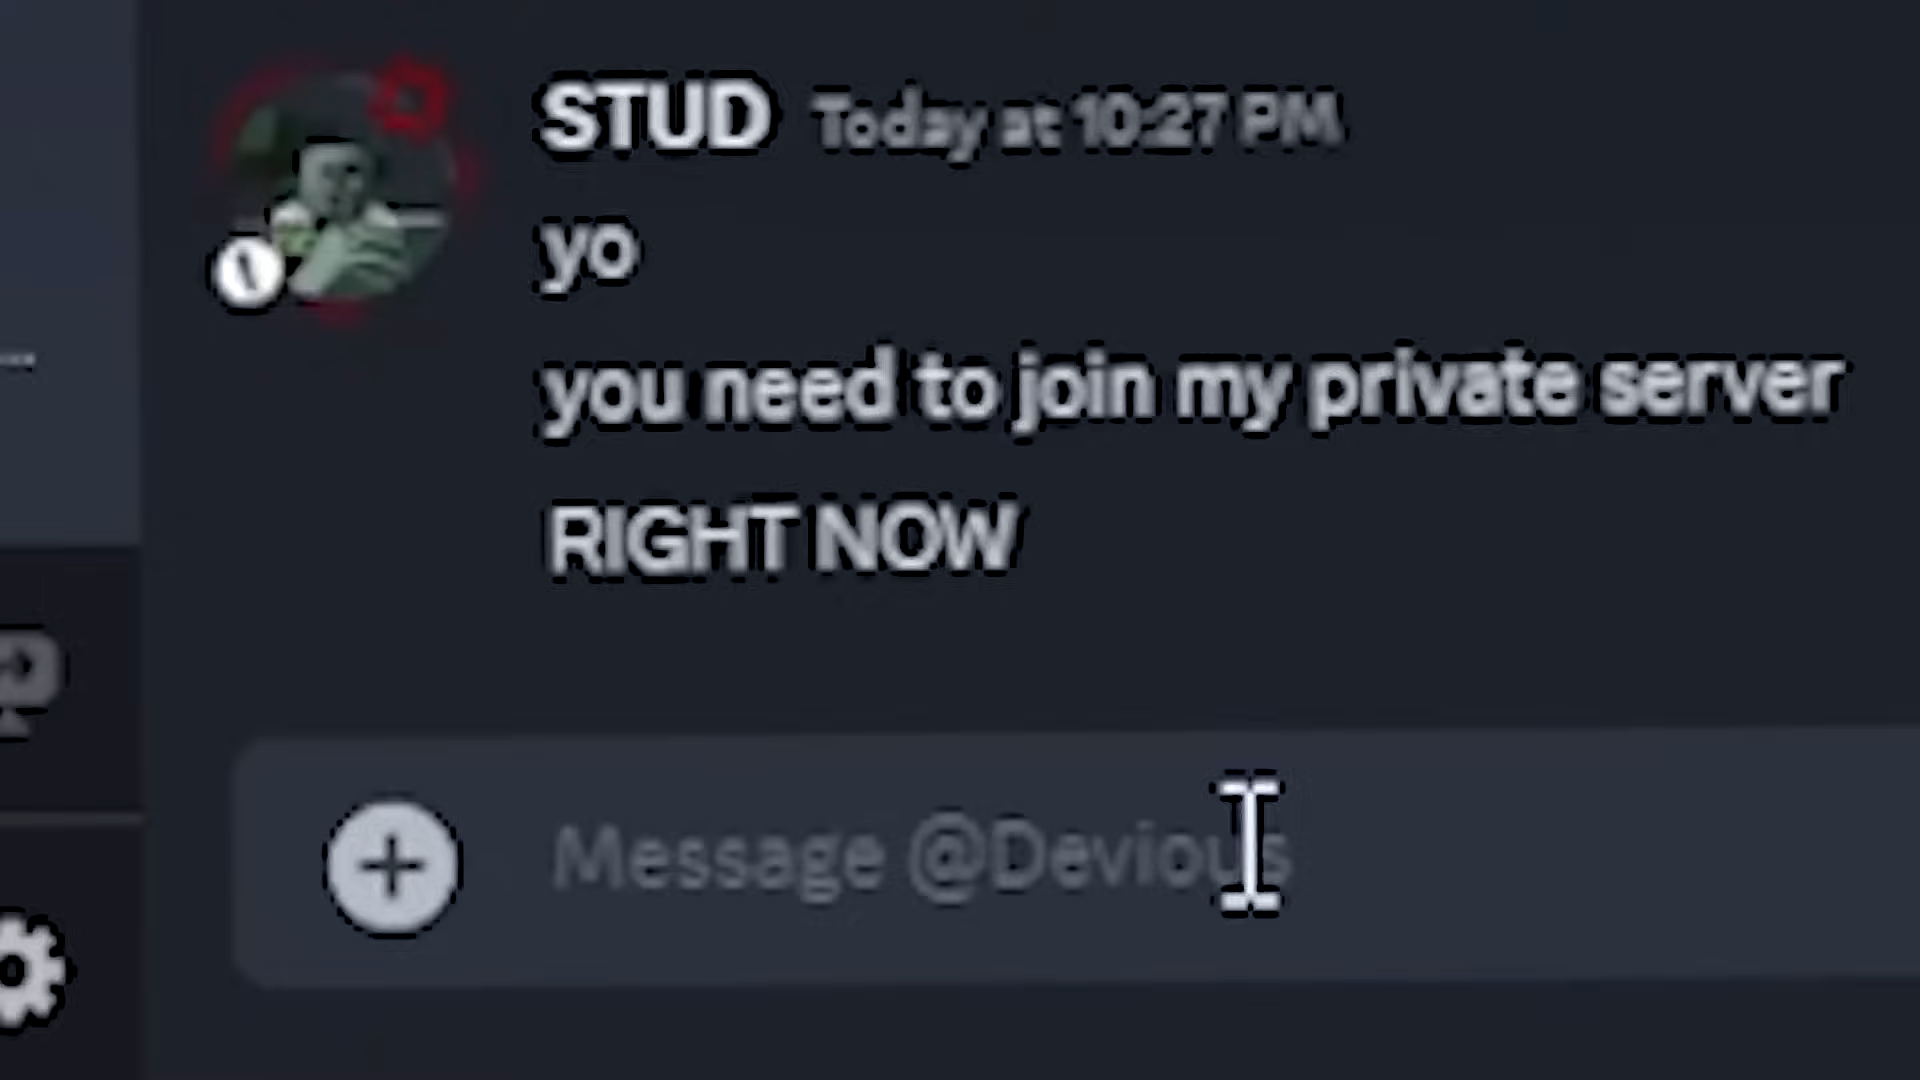 STUD Today at 10:27 PM
yo
you need to join my private server
RIGHT NOW
Message @Devious